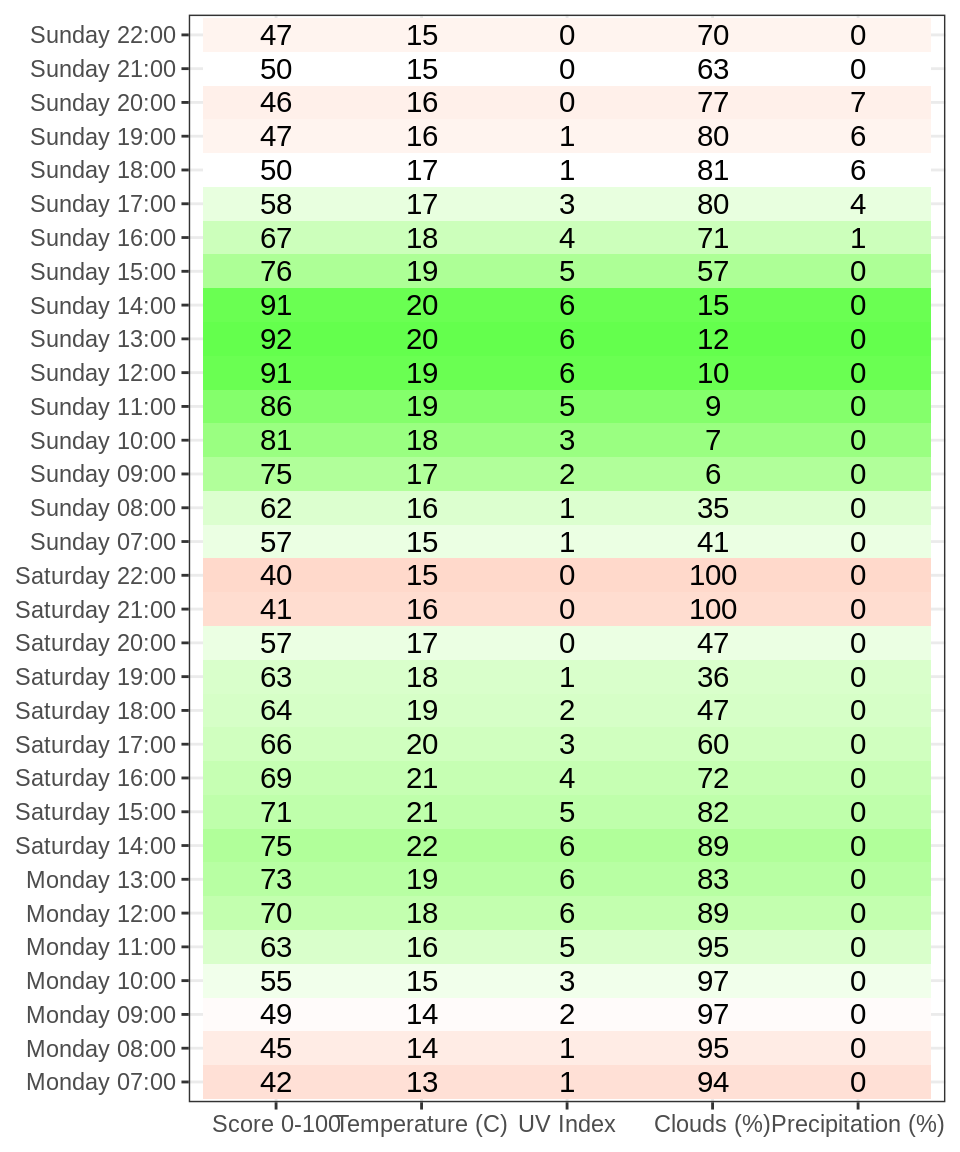 Sunday 22:00 47 15 0 70 0
Sunday 21:00 50 15 0 63 0
Sunday 20:00 46 16 0 77 7
Sunday 19:00 47 16 1 80 6
Sunday 18:00 50 17 1 81 6
Sunday 17:00 58 17 3 80 4
Sunday 16:00 67 18 4 71 1
Sunday 15:00 76 19 5 57 0
Sunday 14:00 91 20 6 15 0
Sunday 13:00 92 20 6 12 0
Sunday 12:00 91 19 6 10 0
Sunday 11:00 86 19 5 9 0
Sunday 10:00 81 18 3 7 0
Sunday 09:00 75 17 2 6 0
Sunday 08:00 62 16 1 35 0
Sunday 07:00 57 15 1 41 0
Saturday 22:00 40 15 0 100 0
Saturday 21:00 41 16 0 100 0
Saturday 20:00 57 17 0 47 0
Saturday 19:00 63 18 1 36 0
Saturday 18:00 64 19 2 47 0
Saturday 17:00 66 20 3 60 0
Saturday 16:00 69 21 4 72 0
Saturday 15:00 71 21 5 82 0
Saturday 14:00 75 22 6 89 0
Monday 13:00 73 19 6 83 0
Monday 12:00 70 18 6 89 0
Monday 11:00 63 16 5 95 0
Monday 10:00 55 15 3 97 0
Monday 09:00 49 14 2 97 0
Monday 08:00 45 14 1 95 0
Monday 07:00 42 13 1 94 0
Score 0-100 Temperature (C) UV Index Clouds (%) Precipitation (%)